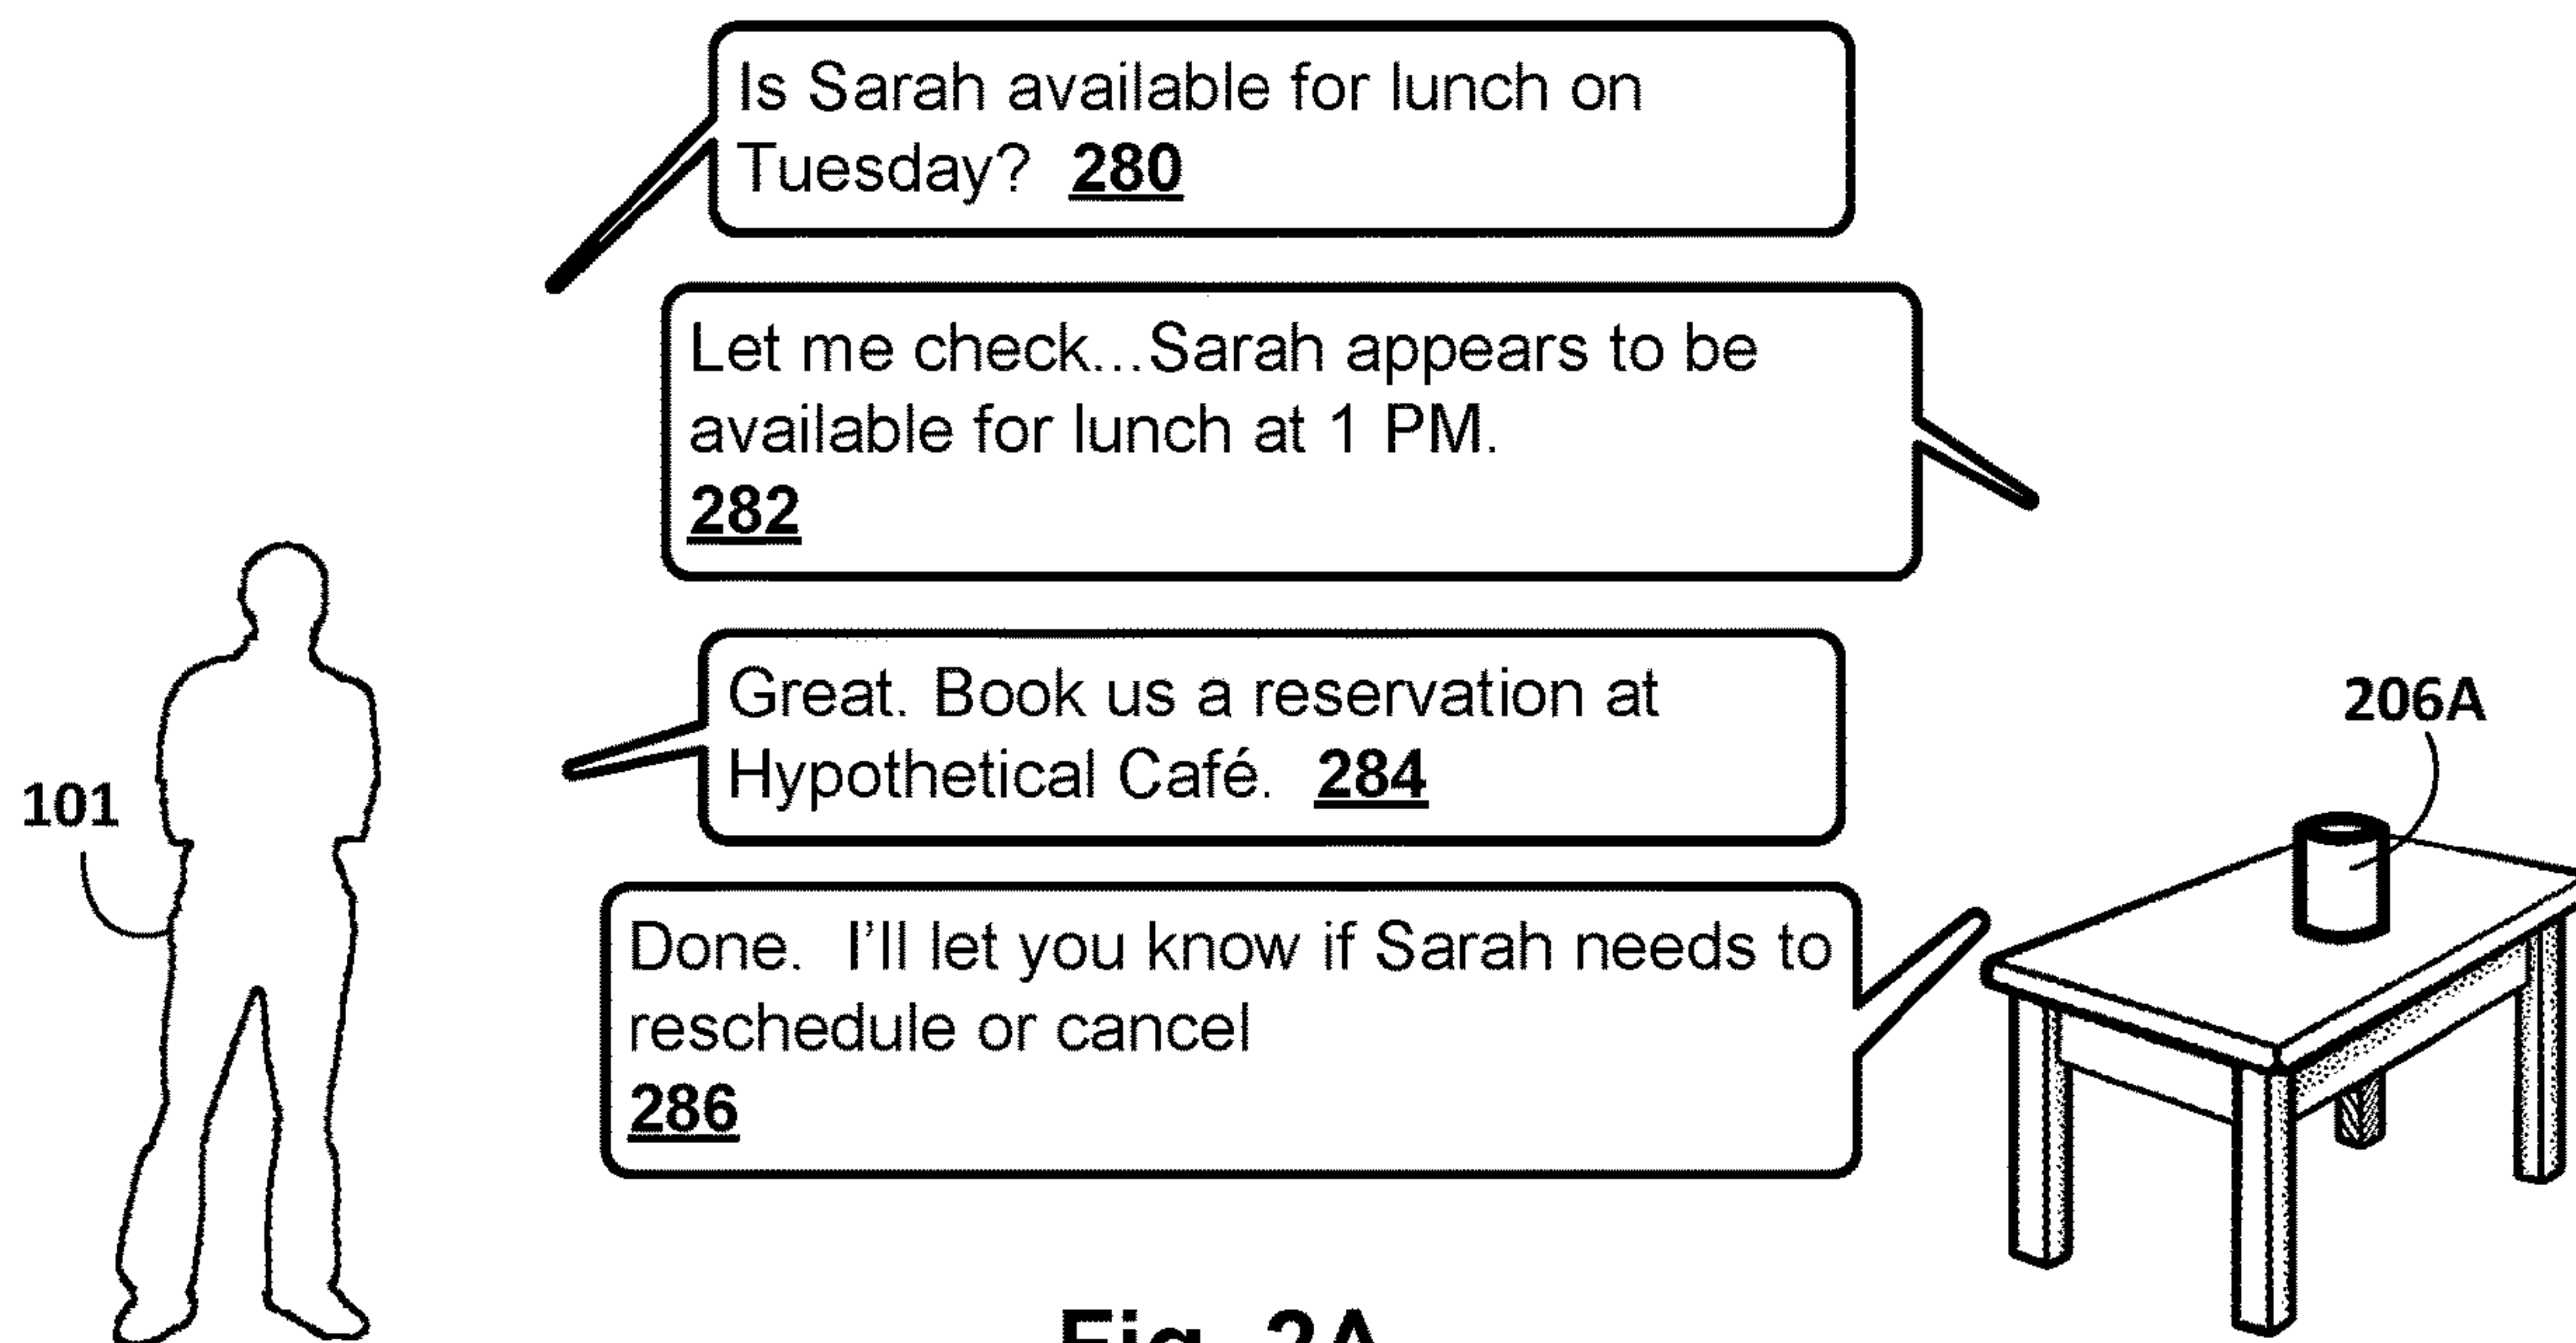 Is Sarah available for lunch on
Tuesday? 280
Let me check...Sarah appears to be
available for lunch at 1 PM.
282
Great. Book us a reservation at
Hypothetical Café. 284
206A
101
Done. I'll let you know if Sarah needs to
reschedule or cancel
286
Fig. 2A